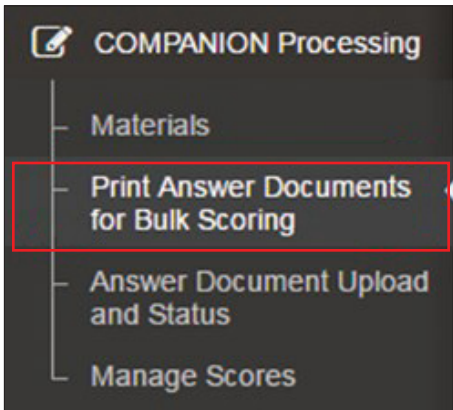 COMPANION Processing
Materials
Print Answer Documents
for Bulk Scoring
Answer Document Upload
and Status
Manage Scores